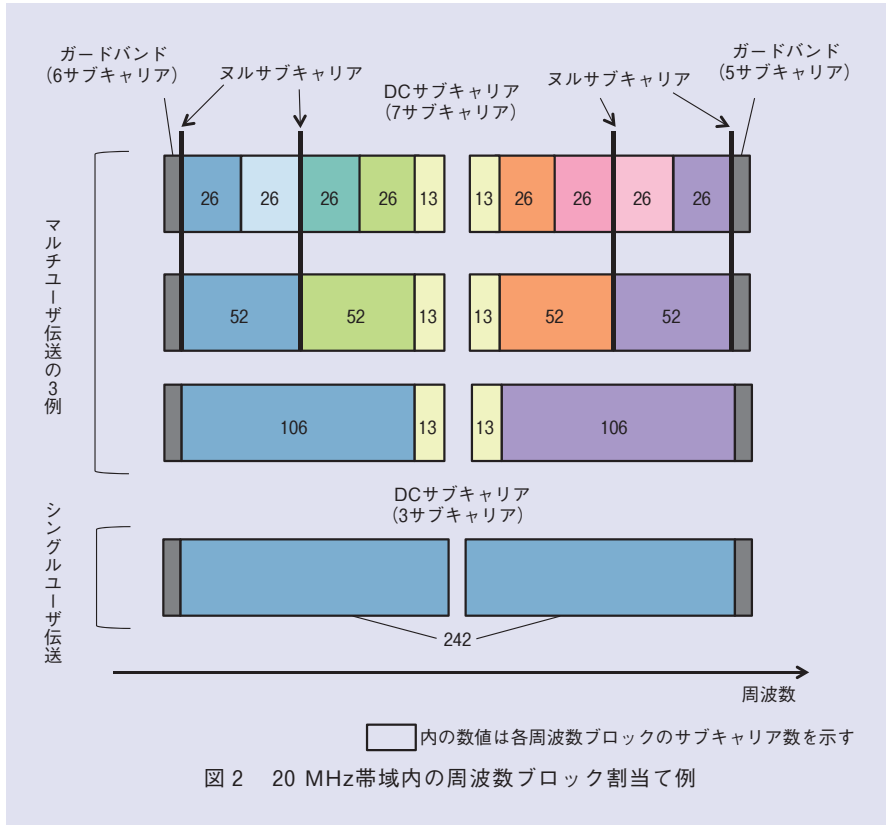 ガードバンド
(6サブキャリア)
ヌルサブキャリア
DCサブキャリア
(7サブキャリア)
ヌルサブキャリア
ガードバンド
(5サブキャリア)
マルチユーザ伝送の3例
26 26 26 26 13 13 26 26 26 26
52 52 13 13 52 52
106 13 13 106
DCサブキャリア
(3サブキャリア)
シングルユーザ伝送
242
周波数
内の数値は各周波数ブロックのサブキャリア数を示す
図2 20 MHz帯域内の周波数ブロック割当て例